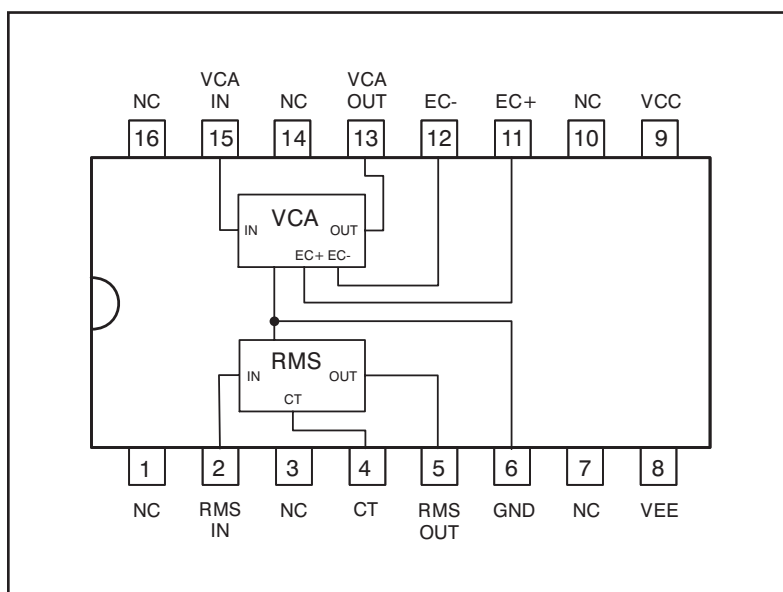 NC
VCA
IN
NC
VCA
OUT
EC-
EC+
NC
VCC
16
15
14
13
12
11
10
9
VCA
IN
OUT
EC+ EC-
RMS
IN
OUT
CT
1
2
3
4
5
6
7
8
NC
RMS
IN
NC
CT
RMS
OUT
GND
NC
VEE